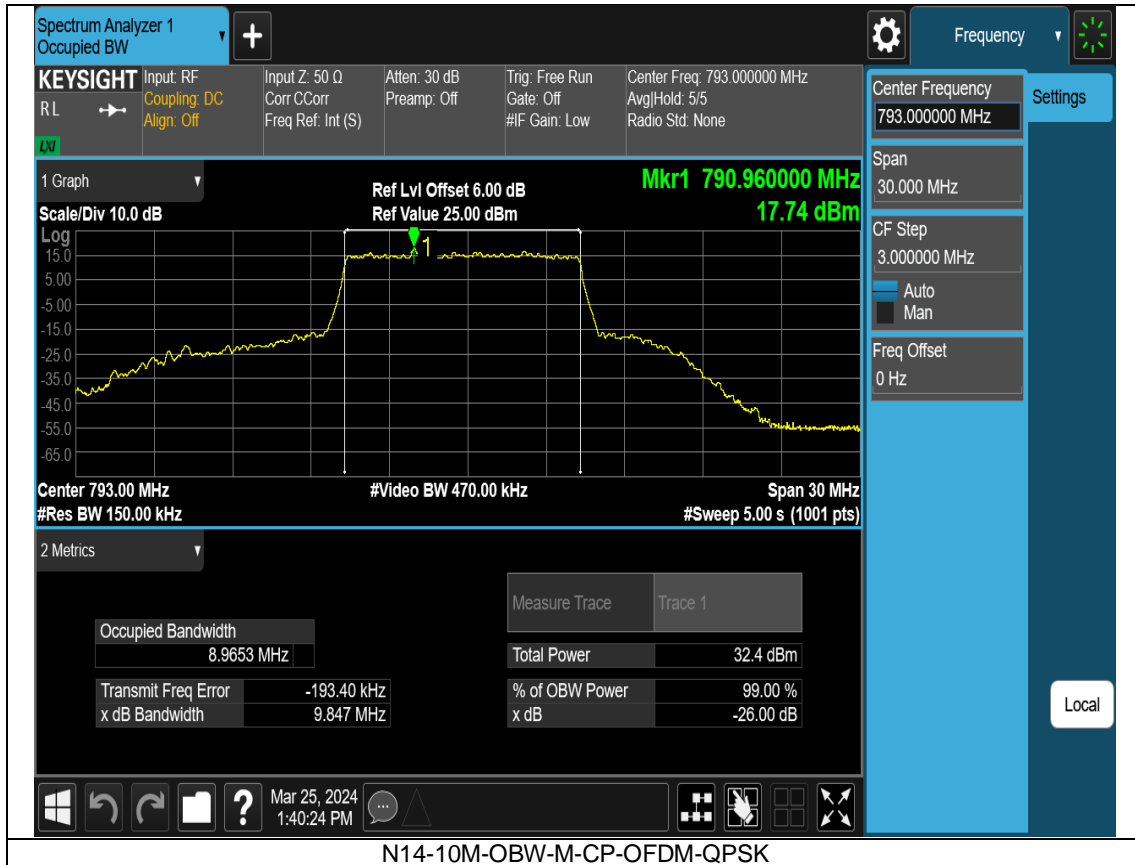 Spectrum Analyzer 1
Occupied BW
+
Frequency
KEYSIGHT
RL
LXI
Input: RF
Coupling: DC
Align: Off
Input Z: 50 Ω
Corr CCorr
Freq Ref: Int (S)
Atten: 30 dB
Preamp: Off
Trig: Free Run
Gate: Off
#IF Gain: Low
Center Freq: 793.000000 MHz
Avg|Hold: 5/5
Radio Std: None
Center Frequency
793.000000 MHz
Settings
Span
30.000 MHz
CF Step
3.000000 MHz
Auto
Man
Freq Offset
0 Hz
Local
1 Graph
Scale/Div 10.0 dB
Ref Lvl Offset 6.00 dB
Ref Value 25.00 dBm
Mkr1 790.960000 MHz
17.74 dBm
Log
1
15.0
5.00
-5.00
-15.0
-25.0
-35.0
-45.0
-55.0
-65.0
Center 793.00 MHz
#Video BW 470.00 kHz
Span 30 MHz
#Res BW 150.00 kHz
#Sweep 5.00 s (1001 pts)
2 Metrics
Measure Trace Trace 1
Occupied Bandwidth
8.9653 MHz
Total Power 32.4 dBm
Transmit Freq Error -193.40 kHz
% of OBW Power 99.00 %
x dB Bandwidth 9.847 MHz
x dB -26.00 dB
?
Mar 25, 2024
1:40:24 PM
N14-10M-OBW-M-CP-OFDM-QPSK